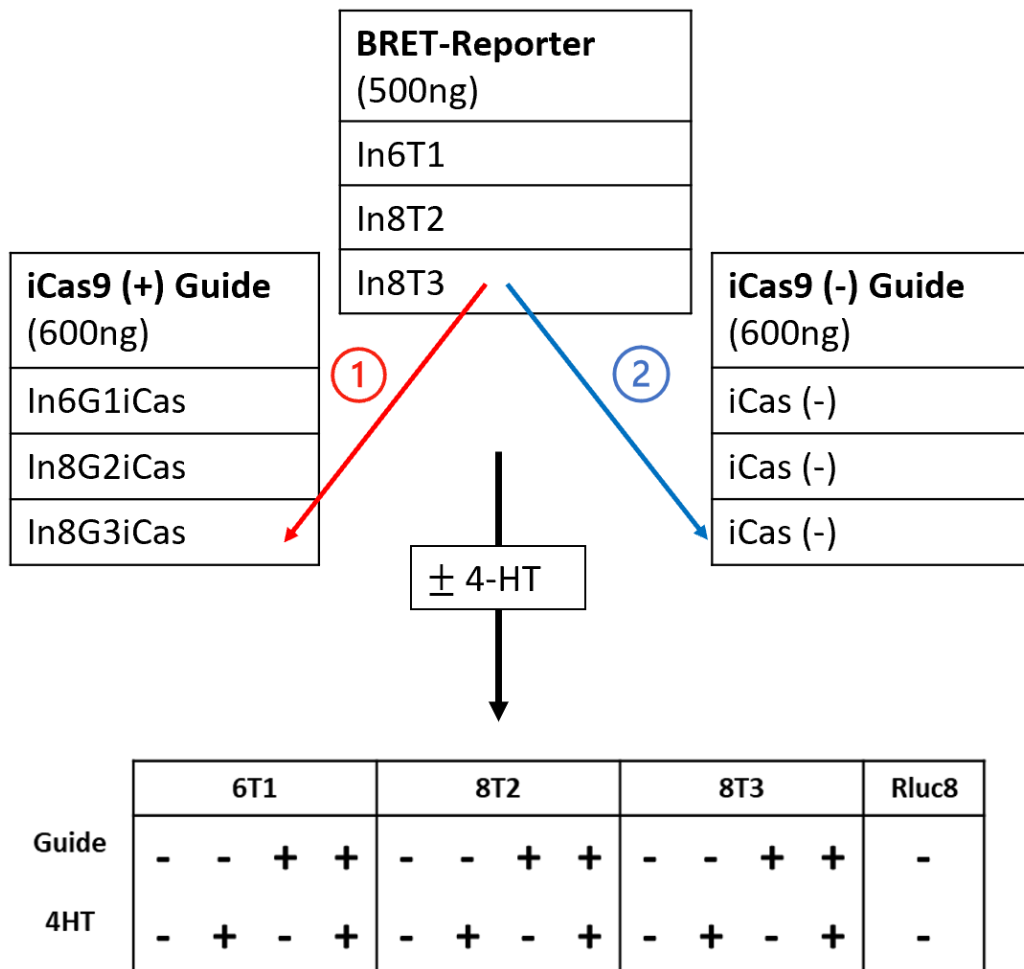 BRET-Reporter
(500ng)
In6T1
In8T2
In8T3
iCas9 (+) Guide
(600ng)
In6G1iCas
In8G2iCas
In8G3iCas
1
2
iCas9 (-) Guide
(600ng)
iCas (-)
iCas (-)
iCas (-)
± 4-HT
6T1 8T2 8T3 Rluc8
Guide - - + + - - + + - - + + -
4HT - + - + - + - + - + - + -